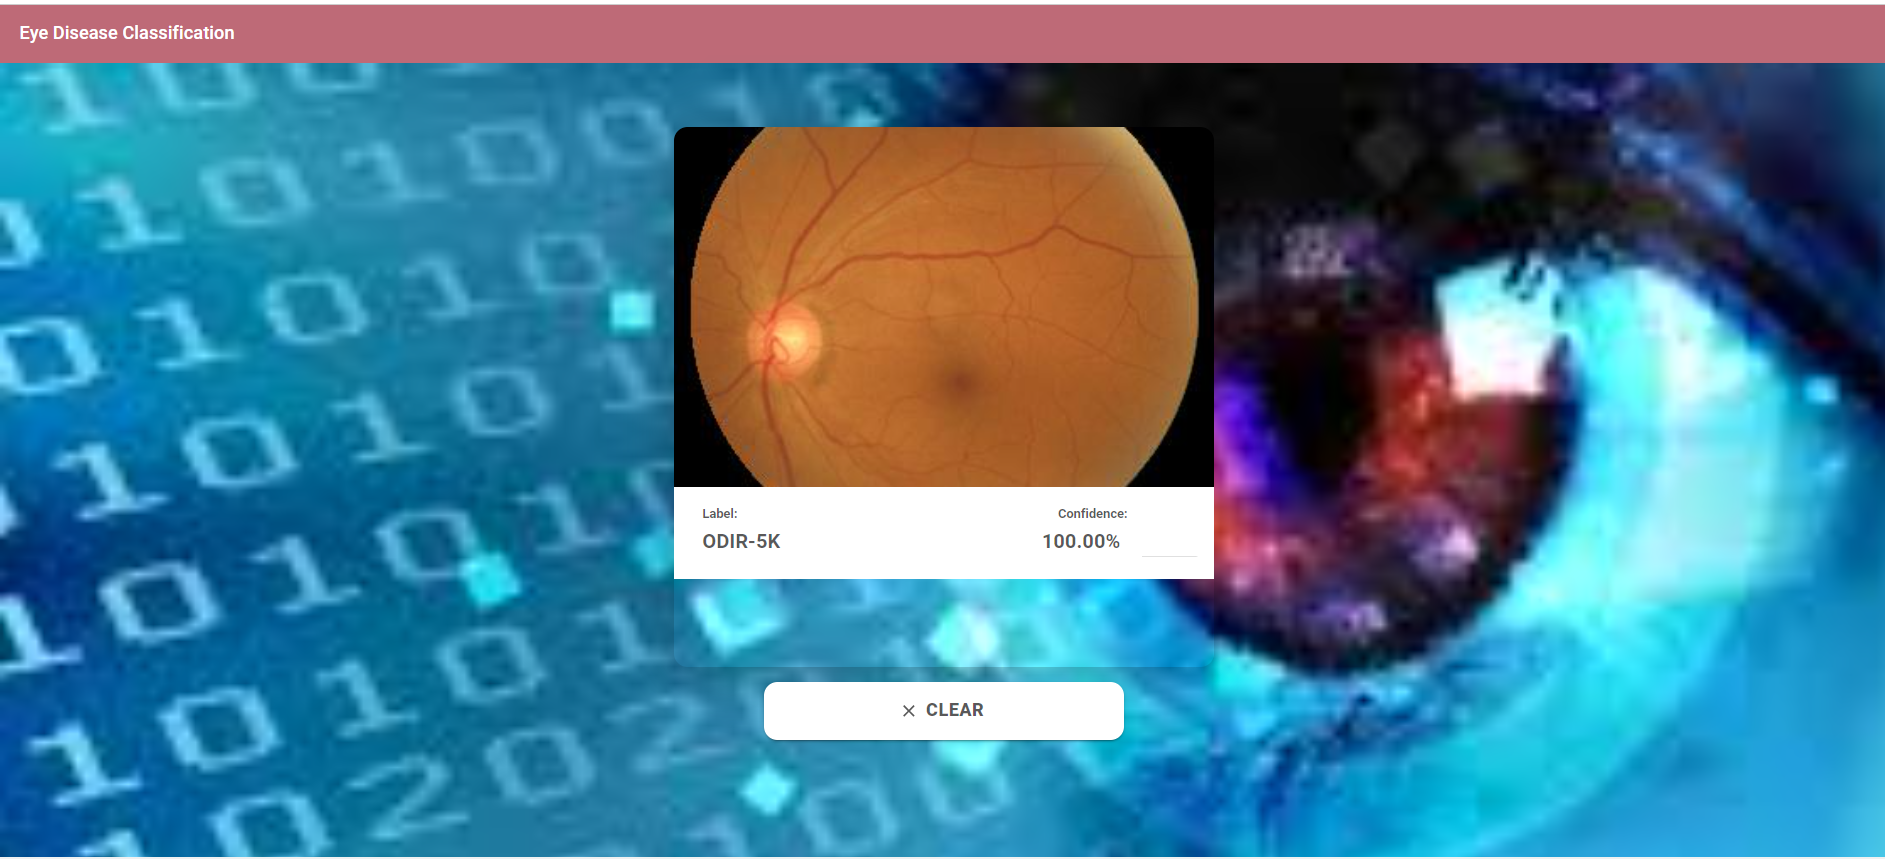 Eye Disease Classification
Label:
Confidence:
ODIR-5K
100.00%
CLEAR